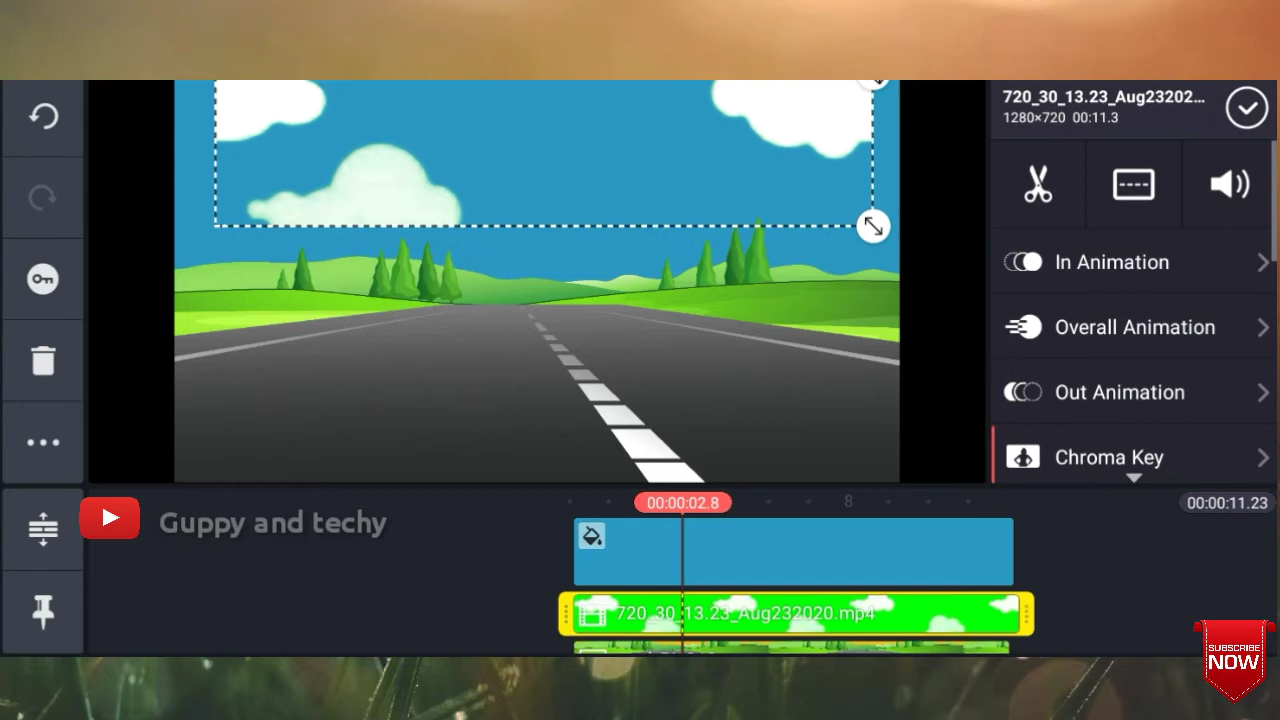 720_30_13.23_Aug23202...
1280×720 00:11.3
In Animation
Overall Animation
Out Animation
Chroma Key
00:00:02.8
8
00:00:11.23
Guppy and techy
720_30_13.23_Aug232020.mp4
SUBSCRIBE
NOW